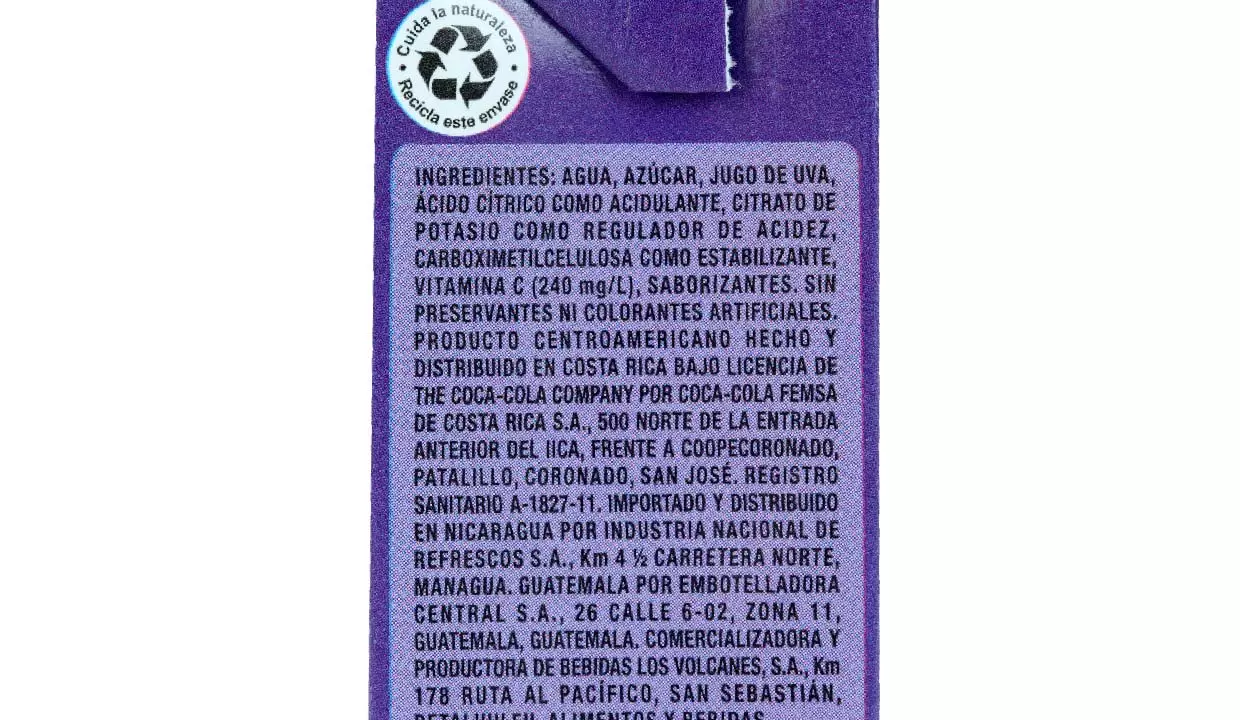 Cuida la naturaleza
Recicla este envase
INGREDIENTES: AGUA, AZÚCAR, JUGO DE UVA,
ÁCIDO CÍTRICO COMO ACIDULANTE, CITRATO DE
POTASIO COMO REGULADOR DE ACIDEZ,
CARBOXIMETILCELULOSA COMO ESTABILIZANTE,
VITAMINA C (240 mg/L), SABORIZANTES. SIN
PRESERVANTES NI COLORANTES ARTIFICIALES.
PRODUCTO CENTROAMERICANO HECHO Y
DISTRIBUIDO EN COSTA RICA BAJO LICENCIA DE
THE COCA-COLA COMPANY POR COCA-COLA FEMSA
DE COSTA RICA S.A., 500 NORTE DE LA ENTRADA
ANTERIOR DEL IICA, FRENTE A COOPECORONADO,
PATALILLO, CORONADO, SAN JOSÉ. REGISTRO
SANITARIO A-1827-11. IMPORTADO Y DISTRIBUIDO
EN NICARAGUA POR INDUSTRIA NACIONAL DE
REFRESCOS S.A., Km 4 ½ CARRETERA NORTE,
MANAGUA. GUATEMALA POR EMBOTELLADORA
CENTRAL S.A., 26 CALLE 6-02, ZONA 11,
GUATEMALA, GUATEMALA. COMERCIALIZADORA Y
PRODUCTORA DE BEBIDAS LOS VOLCANES, S.A., Km
178 RUTA AL PACÍFICO, SAN SEBASTIÁN,
RETALHULEU. ALIMENTOS Y BEBIDAS